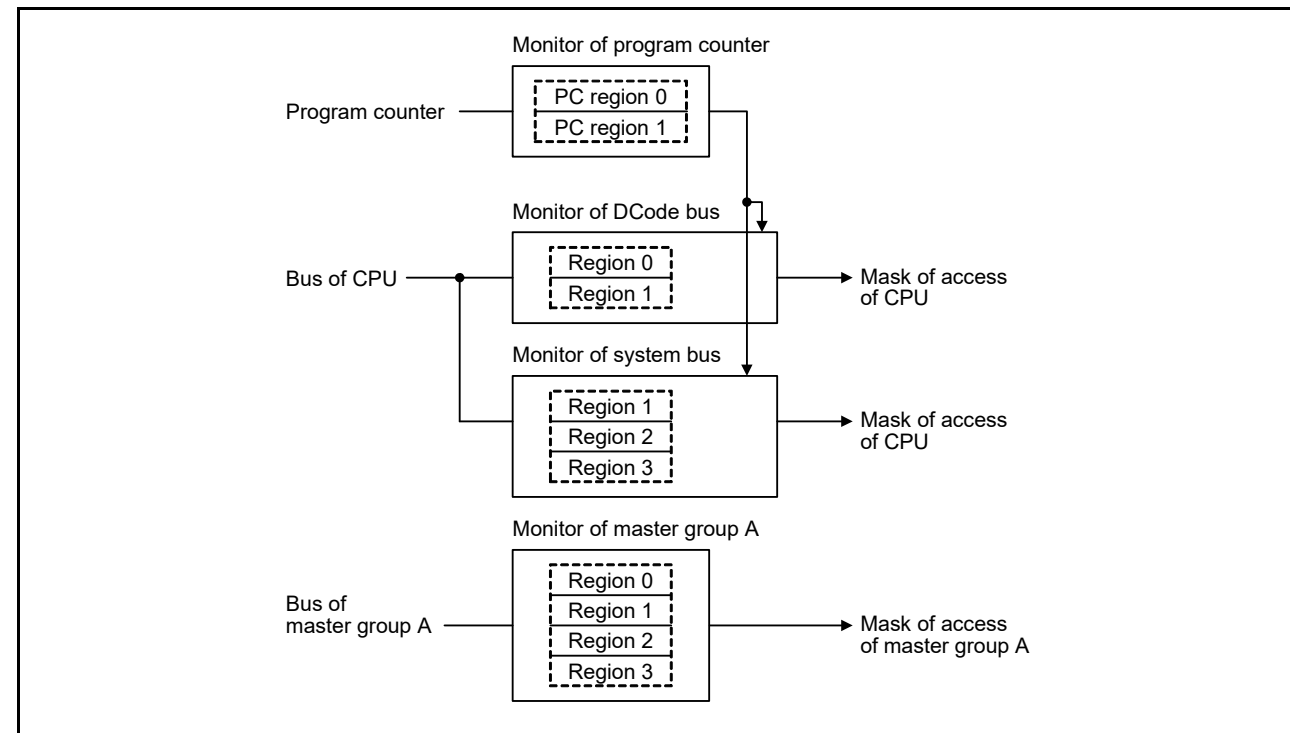 Monitor of program counter
Program counter
PC region 0
PC region 1
Monitor of DCode bus
Bus of CPU
Region 0
Region 1
Mask of access
of CPU
Monitor of system bus
Region 1
Region 2
Region 3
Mask of access
of CPU
Monitor of master group A
Bus of
master group A
Region 0
Region 1
Region 2
Region 3
Mask of access
of master group A